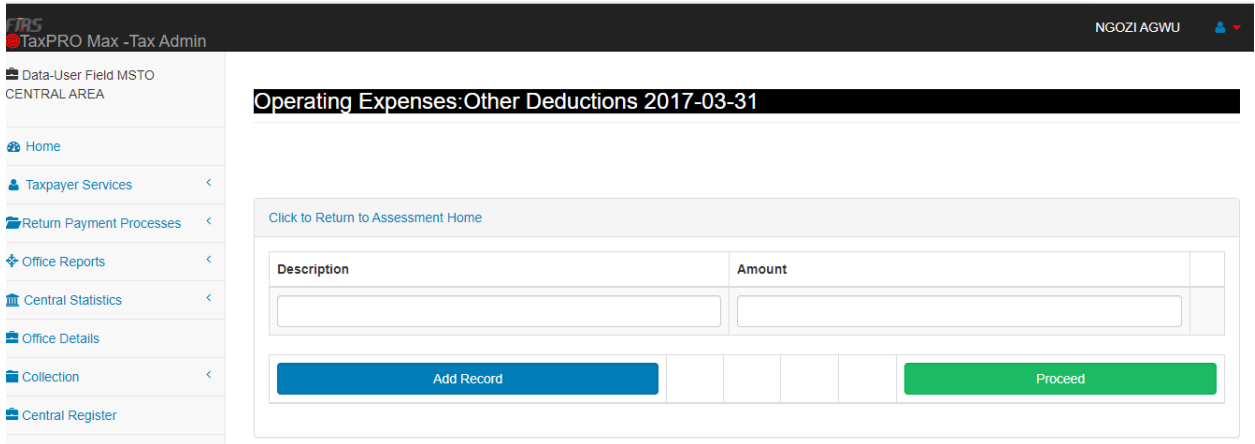 FIRS
TaxPRO Max -Tax Admin
NGOZI AGWU
Data-User Field MSTO
CENTRAL AREA
Home
Taxpayer Services
Return Payment Processes
Office Reports
Central Statistics
Office Details
Collection
Central Register
Operating Expenses:Other Deductions 2017-03-31
Click to Return to Assessment Home
Description Amount
Add Record Proceed